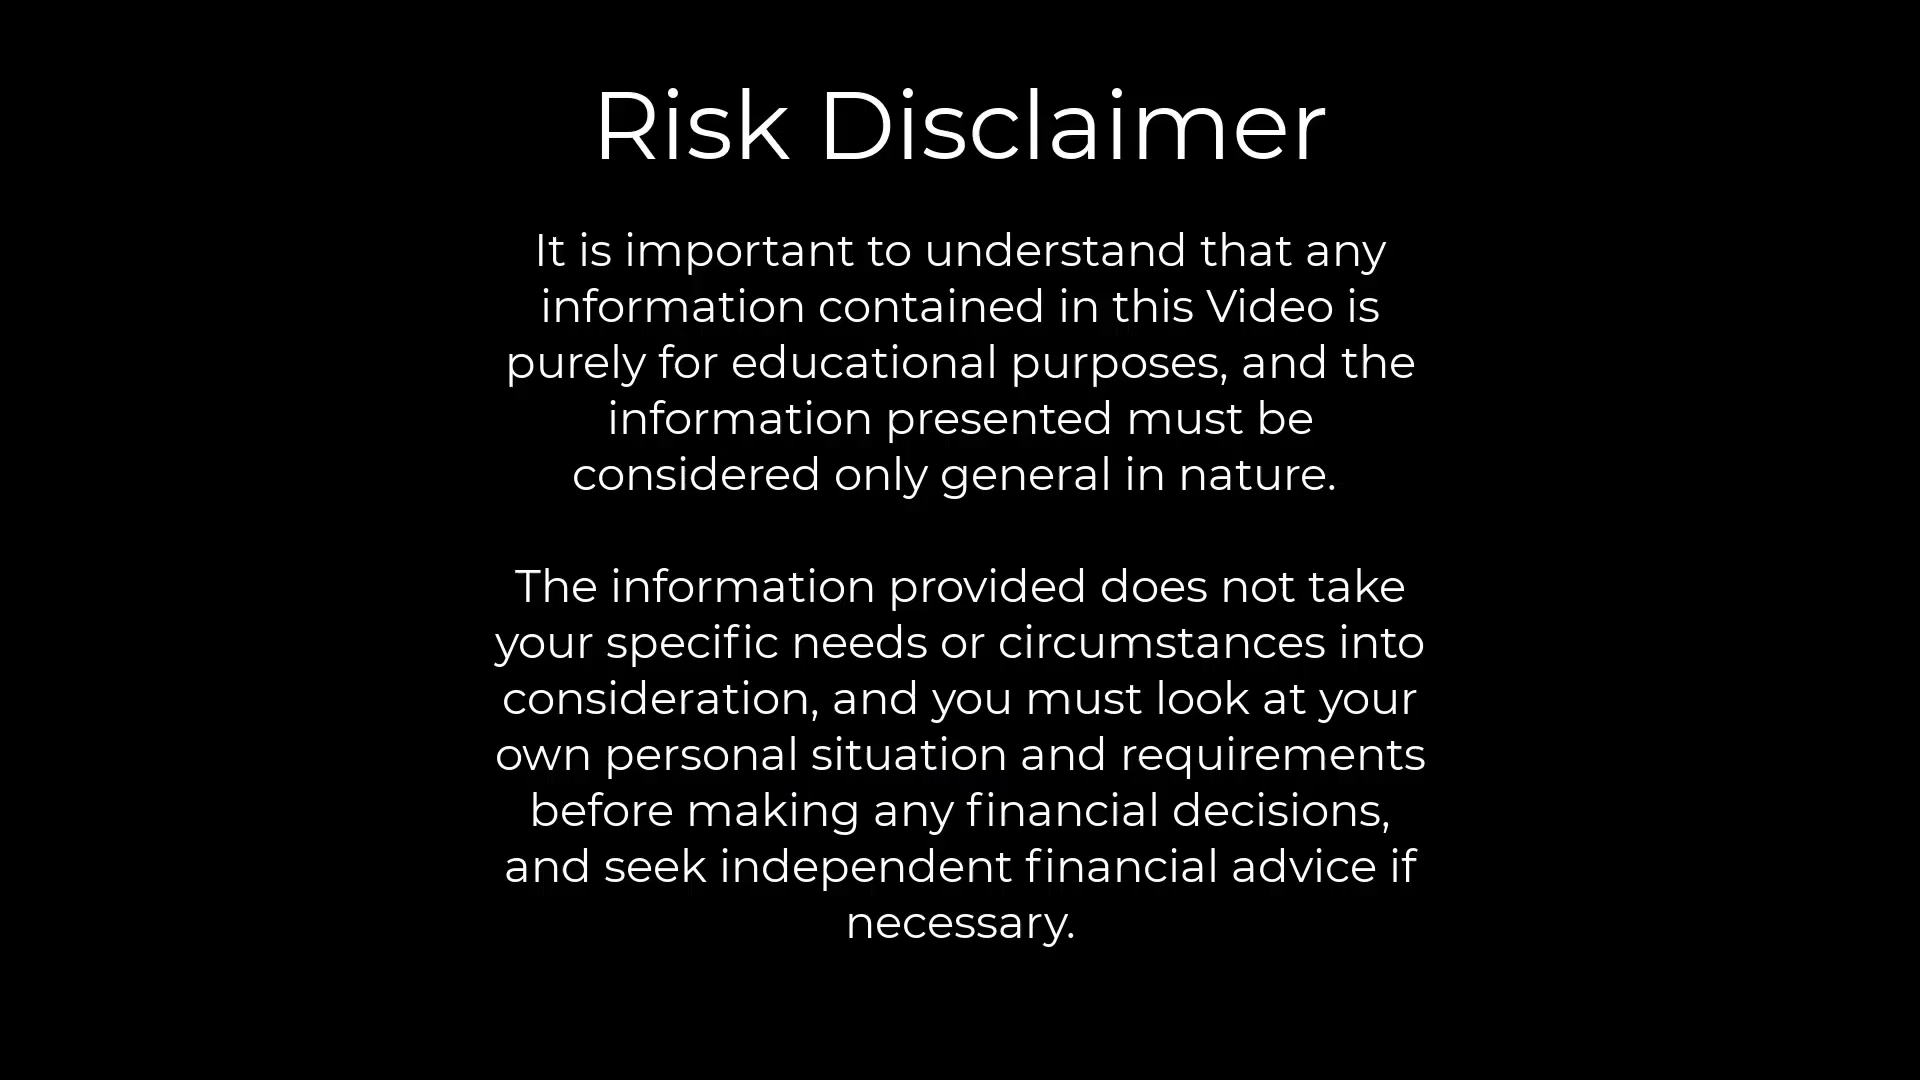 Risk Disclaimer
It is important to understand that any
information contained in this Video is
purely for educational purposes, and the
information presented must be
considered only general in nature.
The information provided does not take
your specific needs or circumstances into
consideration, and you must look at your
own personal situation and requirements
before making any financial decisions,
and seek independent financial advice if
necessary.